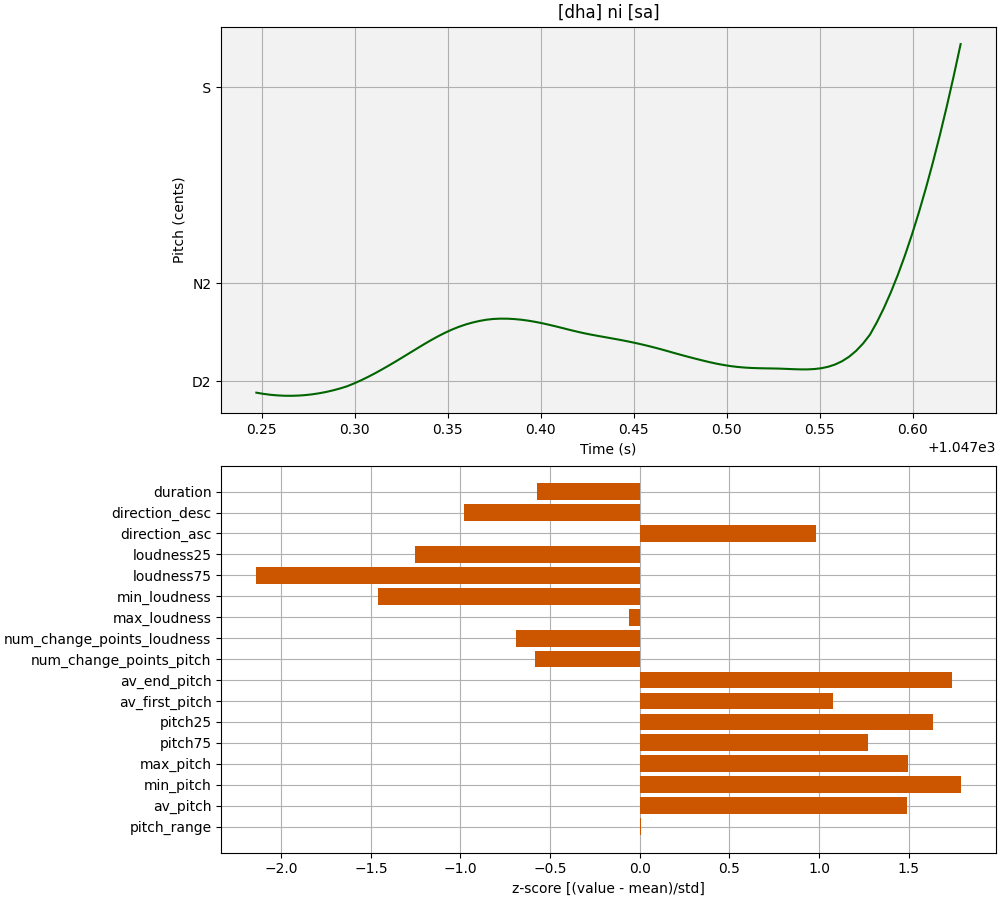 [dha] ni [sa]
S
N2
D2
Pitch (cents)
0.25 0.30 0.35 0.40 0.45 0.50 0.55 0.60
Time (s)
+1.047e3
duration
direction_desc
direction_asc
loudness25
loudness75
min_loudness
max_loudness
num_change_points_loudness
num_change_points_pitch
av_end_pitch
av_first_pitch
pitch25
pitch75
max_pitch
min_pitch
av_pitch
pitch_range
−2.0 −1.5 −1.0 −0.5 0.0 0.5 1.0 1.5
z-score [(value - mean)/std]